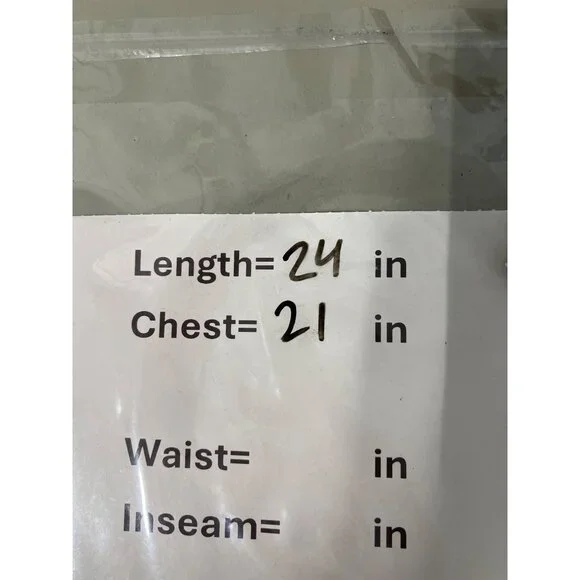 Length= 24 in
Chest= 21 in
Waist= in
Inseam= in